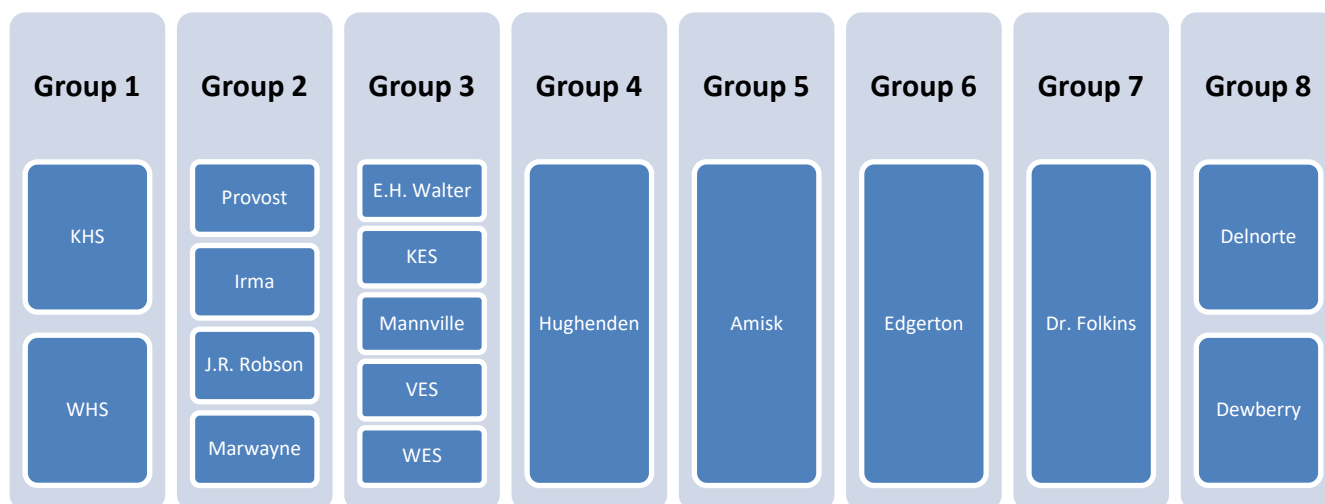 Group 1
KHS
WHS
Group 2
Provost
Irma
J.R. Robson
Marwayne
Group 3
E.H. Walter
KES
Mannville
VES
WES
Group 4
Hughenden
Group 5
Amisk
Group 6
Edgerton
Group 7
Dr. Folkins
Group 8
Delnorte
Dewberry